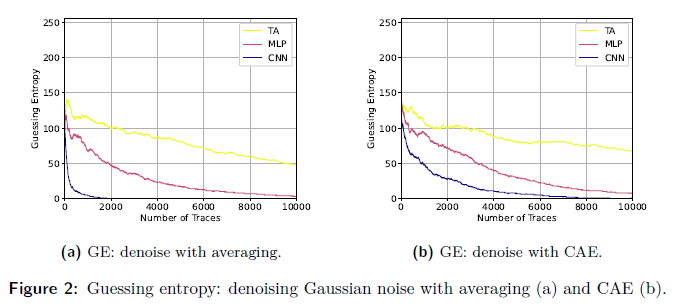 250
200
150
100
50
0
Guessing Entropy
TA
MLP
CNN
0 2000 4000 6000 8000 10000
Number of Traces
(a) GE: denoise with averaging.
250
200
150
100
50
0
Guessing Entropy
TA
MLP
CNN
0 2000 4000 6000 8000 10000
Number of Traces
(b) GE: denoise with CAE.
Figure 2: Guessing entropy: denoising Gaussian noise with averaging (a) and CAE (b).